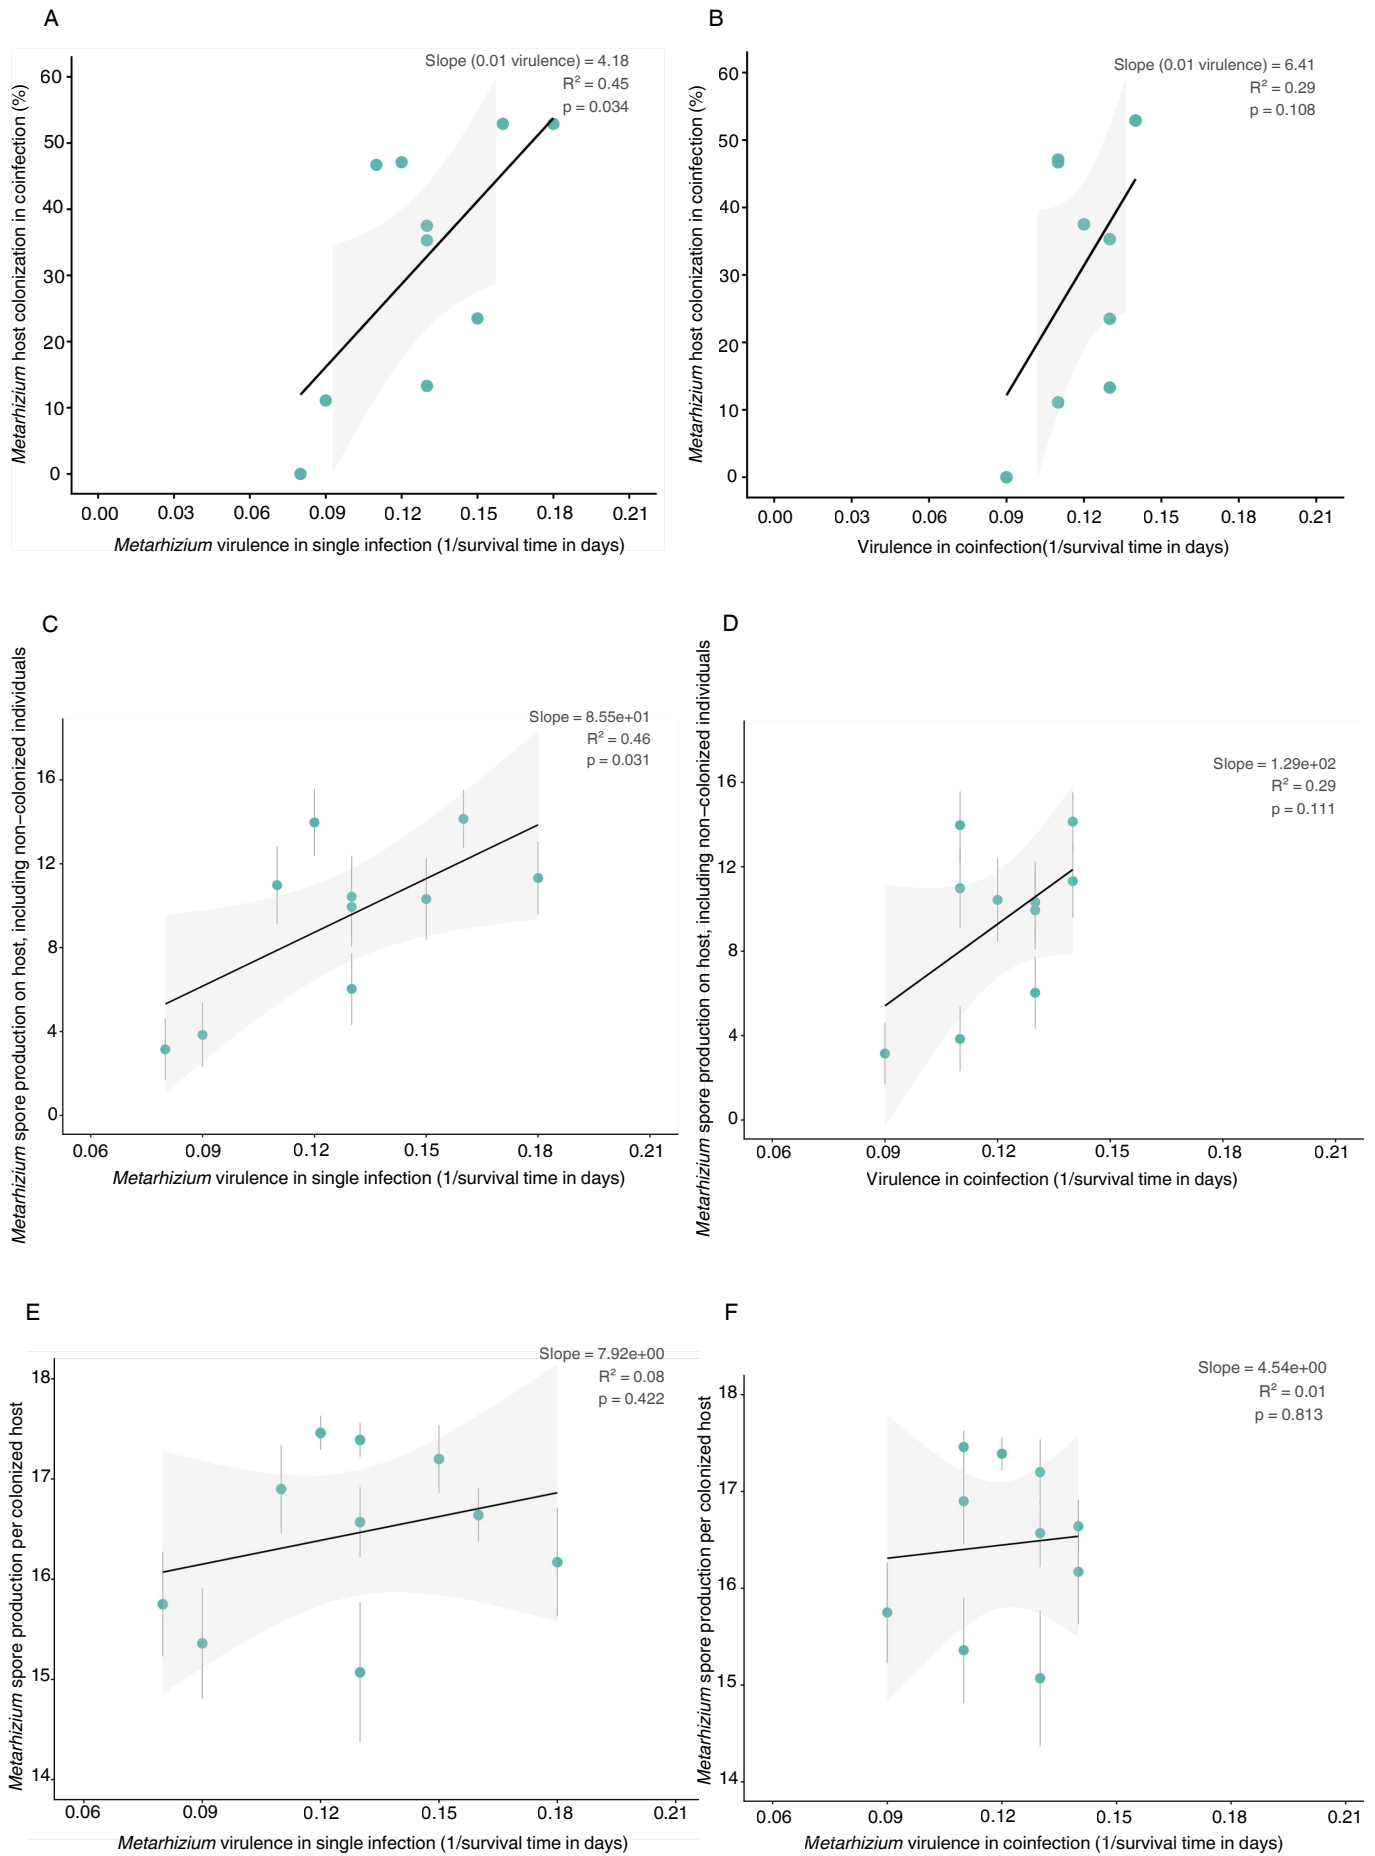 A
Slope (0.01 virulence) = 4.18
R² = 0.45
p = 0.034
Metarhizium host colonization in coinfection (%)
60
50
40
30
20
10
0
0.00 0.03 0.06 0.09 0.12 0.15 0.18 0.21
Metarhizium virulence in single infection (1/survival time in days)
B
Slope (0.01 virulence) = 6.41
R² = 0.29
p = 0.108
Metarhizium host colonization in coinfection (%)
60
50
40
30
20
10
0
0.00 0.03 0.06 0.09 0.12 0.15 0.18 0.21
Virulence in coinfection(1/survival time in days)
C
Slope = 8.55e+01
R² = 0.46
p = 0.031
Metarhizium spore production on host, including non−colonized individuals
16
12
8
4
0
0.06 0.09 0.12 0.15 0.18 0.21
Metarhizium virulence in single infection (1/survival time in days)
D
Slope = 1.29e+02
R² = 0.29
p = 0.111
Metarhizium spore production on host, including non−colonized individuals
16
12
8
4
0
0.06 0.09 0.12 0.15 0.18 0.21
Virulence in coinfection (1/survival time in days)
E
Slope = 7.92e+00
R² = 0.08
p = 0.422
Metarhizium spore production per colonized host
18
17
16
15
14
0.06 0.09 0.12 0.15 0.18 0.21
Metarhizium virulence in single infection (1/survival time in days)
F
Slope = 4.54e+00
R² = 0.01
p = 0.813
Metarhizium spore production per colonized host
18
17
16
15
14
0.06 0.09 0.12 0.15 0.18 0.21
Metarhizium virulence in coinfection (1/survival time in days)